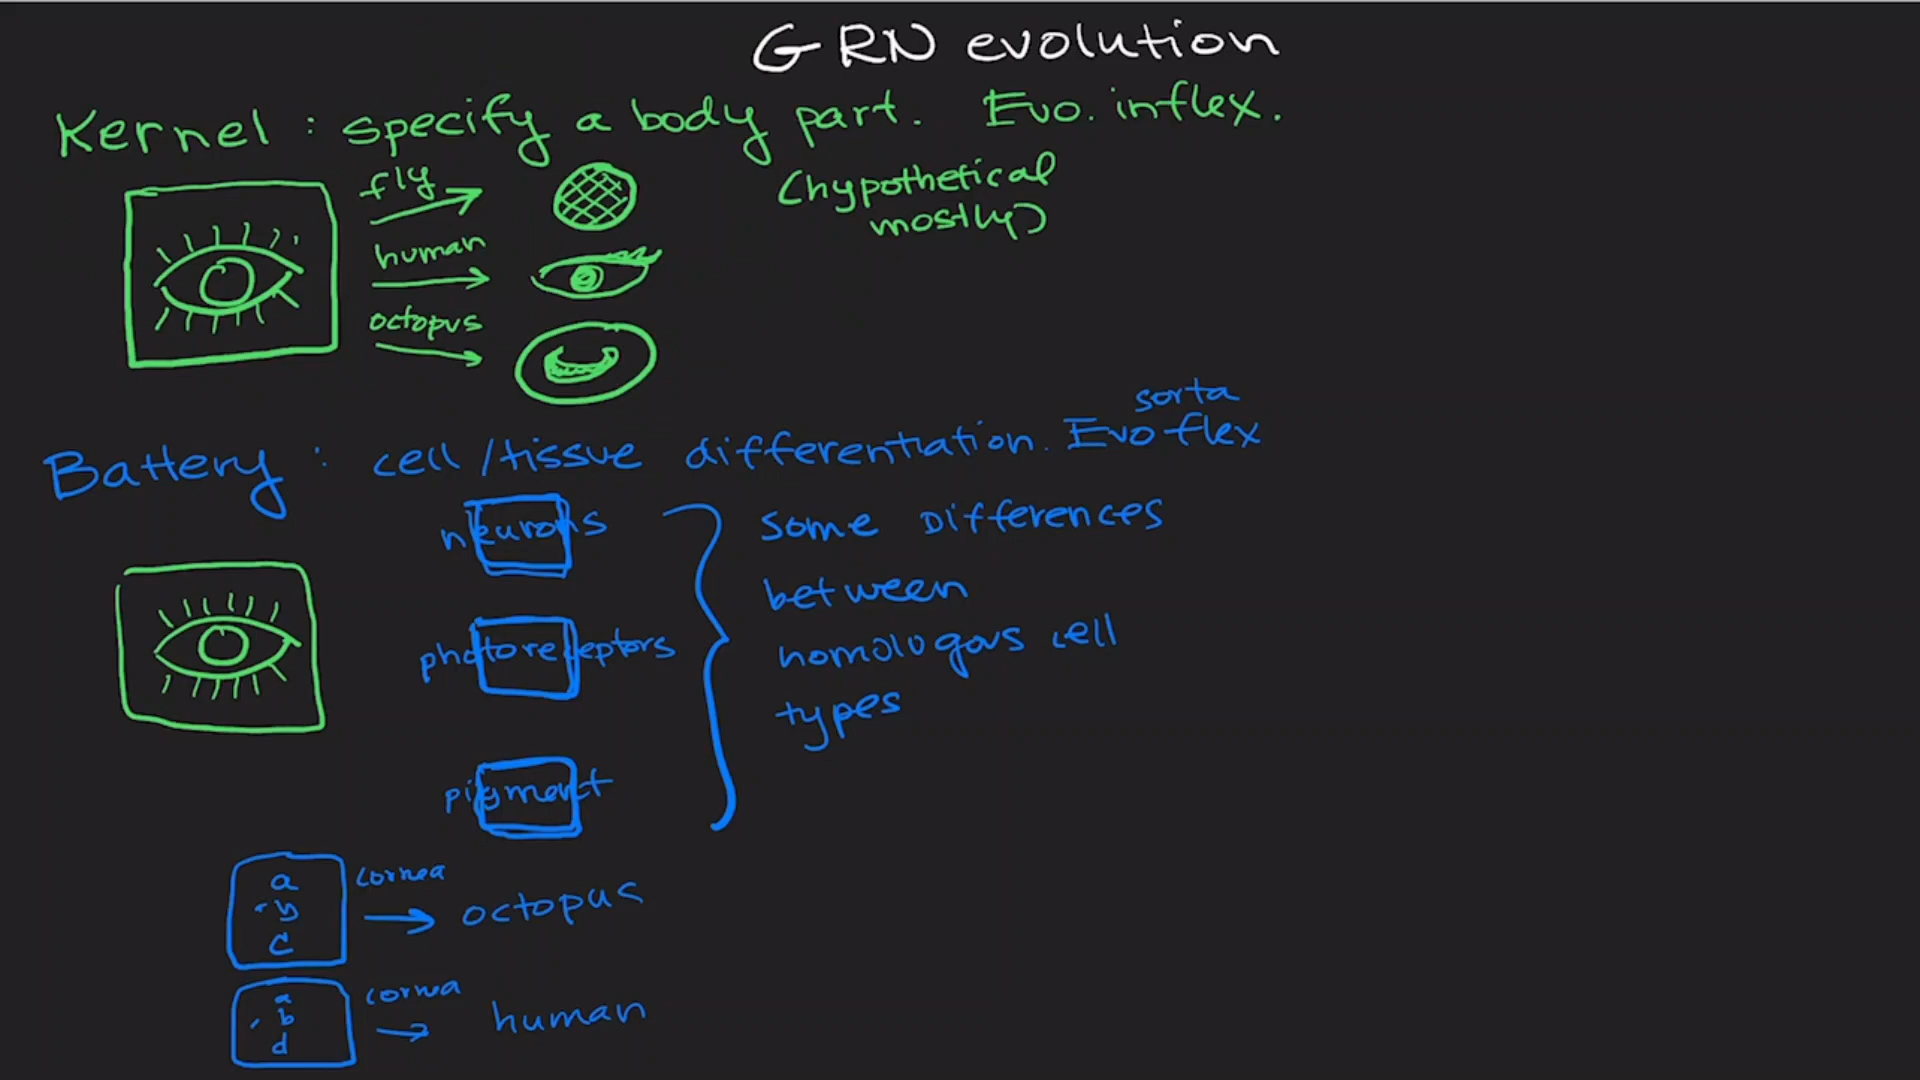 GRN evolution
Kernel : specify a body part. Evo. inflex.
(hypothetical
mostly)
fly
human
octopus
sorta
Battery : cell/tissue differentiation. Evo flex
neurons
photoreceptors
pigment
some differences
between
homologous cell
types
a
b
c
cornea
octopus
a
b
d
cornea
human